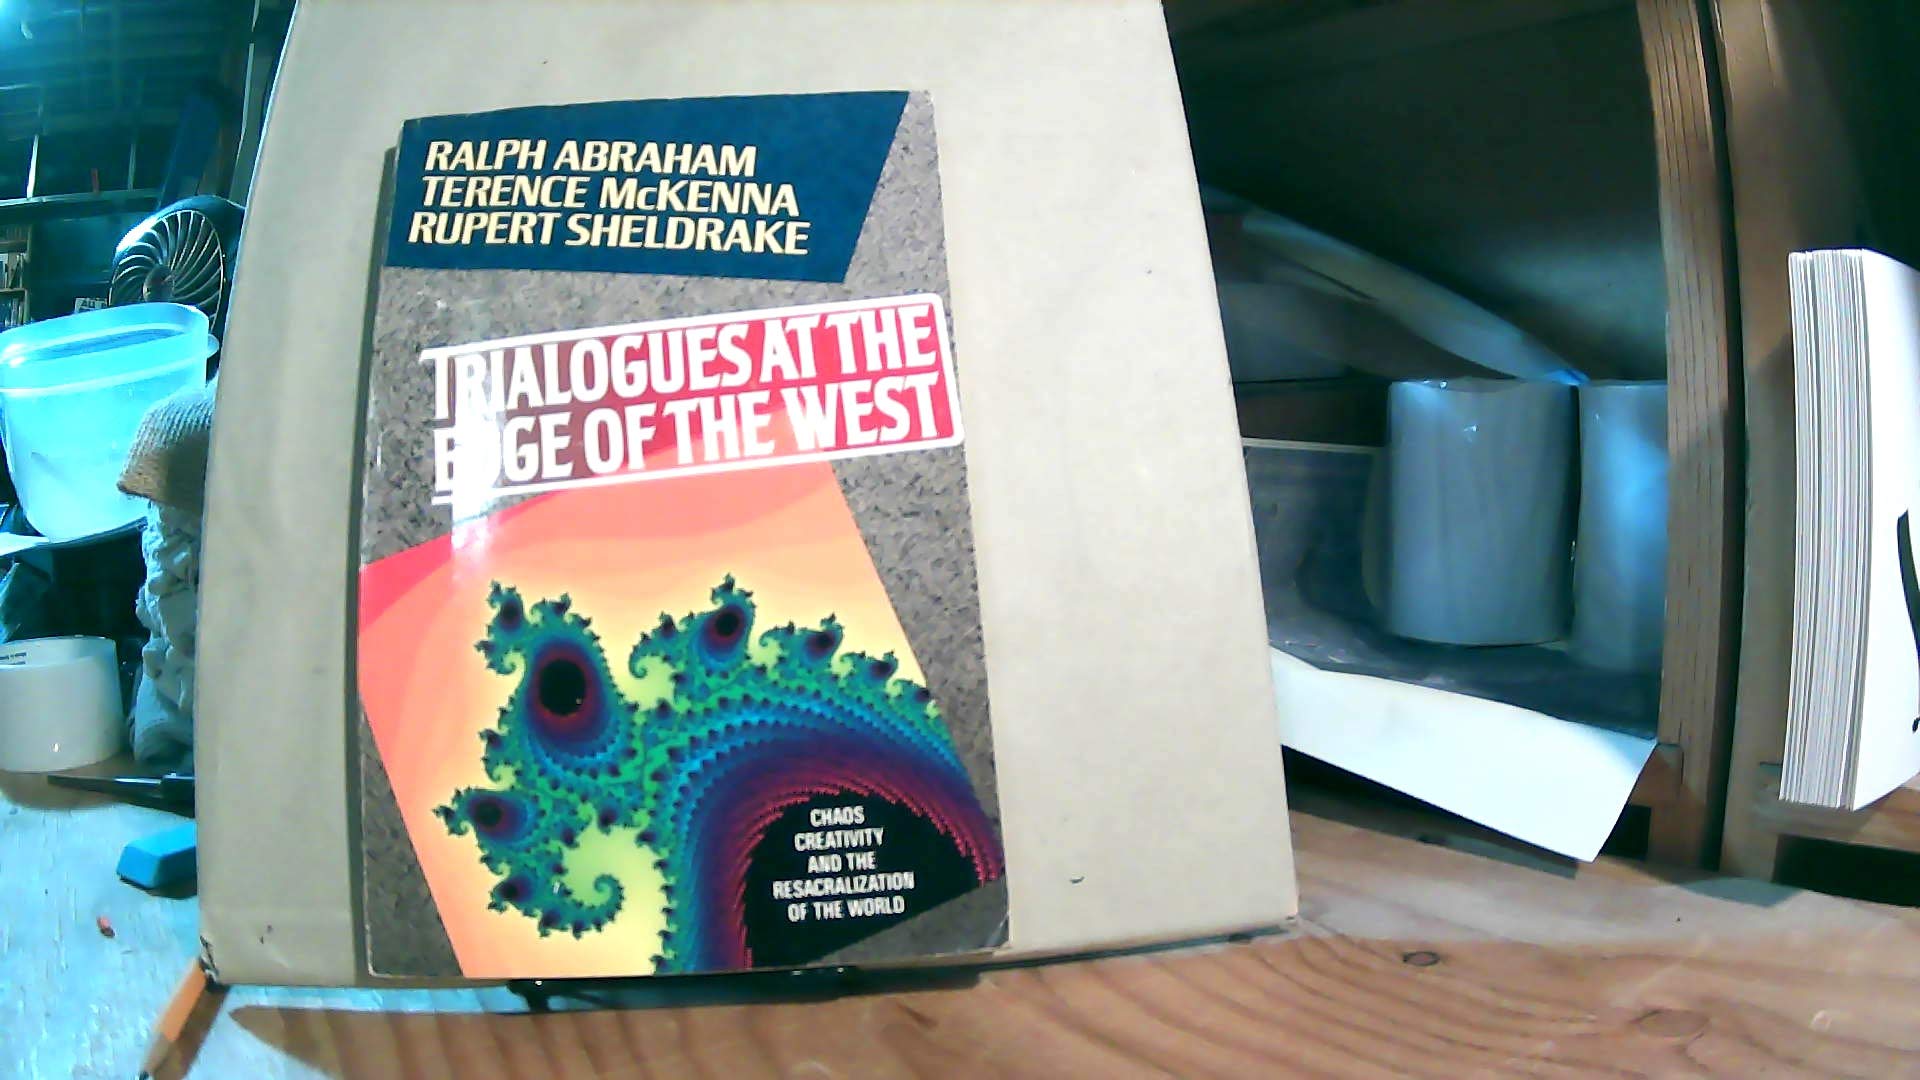 RALPH ABRAHAM
TERENCE McKENNA
RUPERT SHELDRAKE
TRIALOGUES AT THE
EDGE OF THE WEST
CHAOS
CREATIVITY
AND THE
RESACRALIZATION
OF THE WORLD